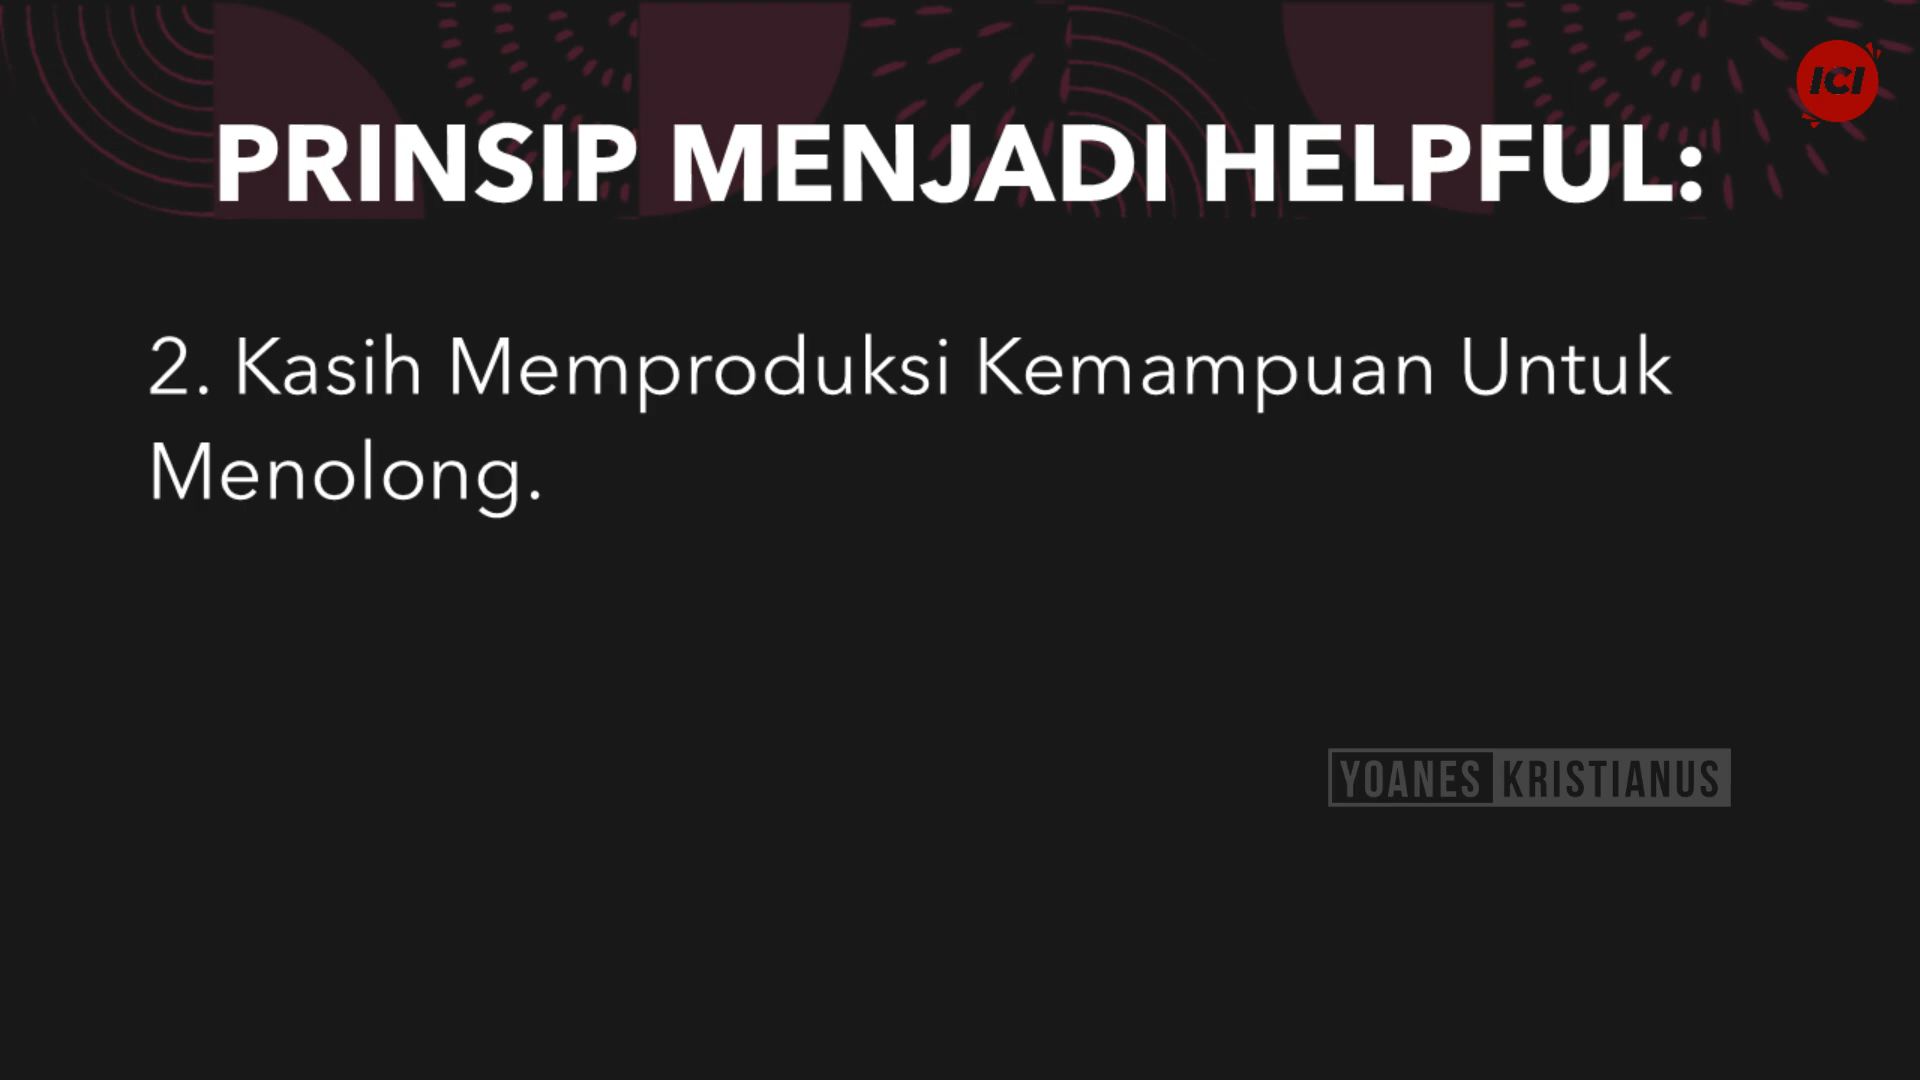 ICI
PRINSIP MENJADI HELPFUL:
2. Kasih Memproduksi Kemampuan Untuk
Menolong.
YOANES KRISTIANUS